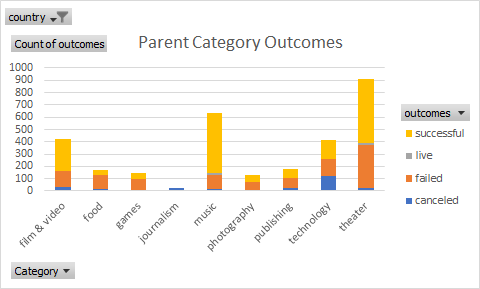 country
Count of outcomes
Parent Category Outcomes
1000
900
800
700
600
500
400
300
200
100
0
film & video
food
games
journalism
music
photography
publishing
technology
theater
outcomes
successful
live
failed
canceled
Category